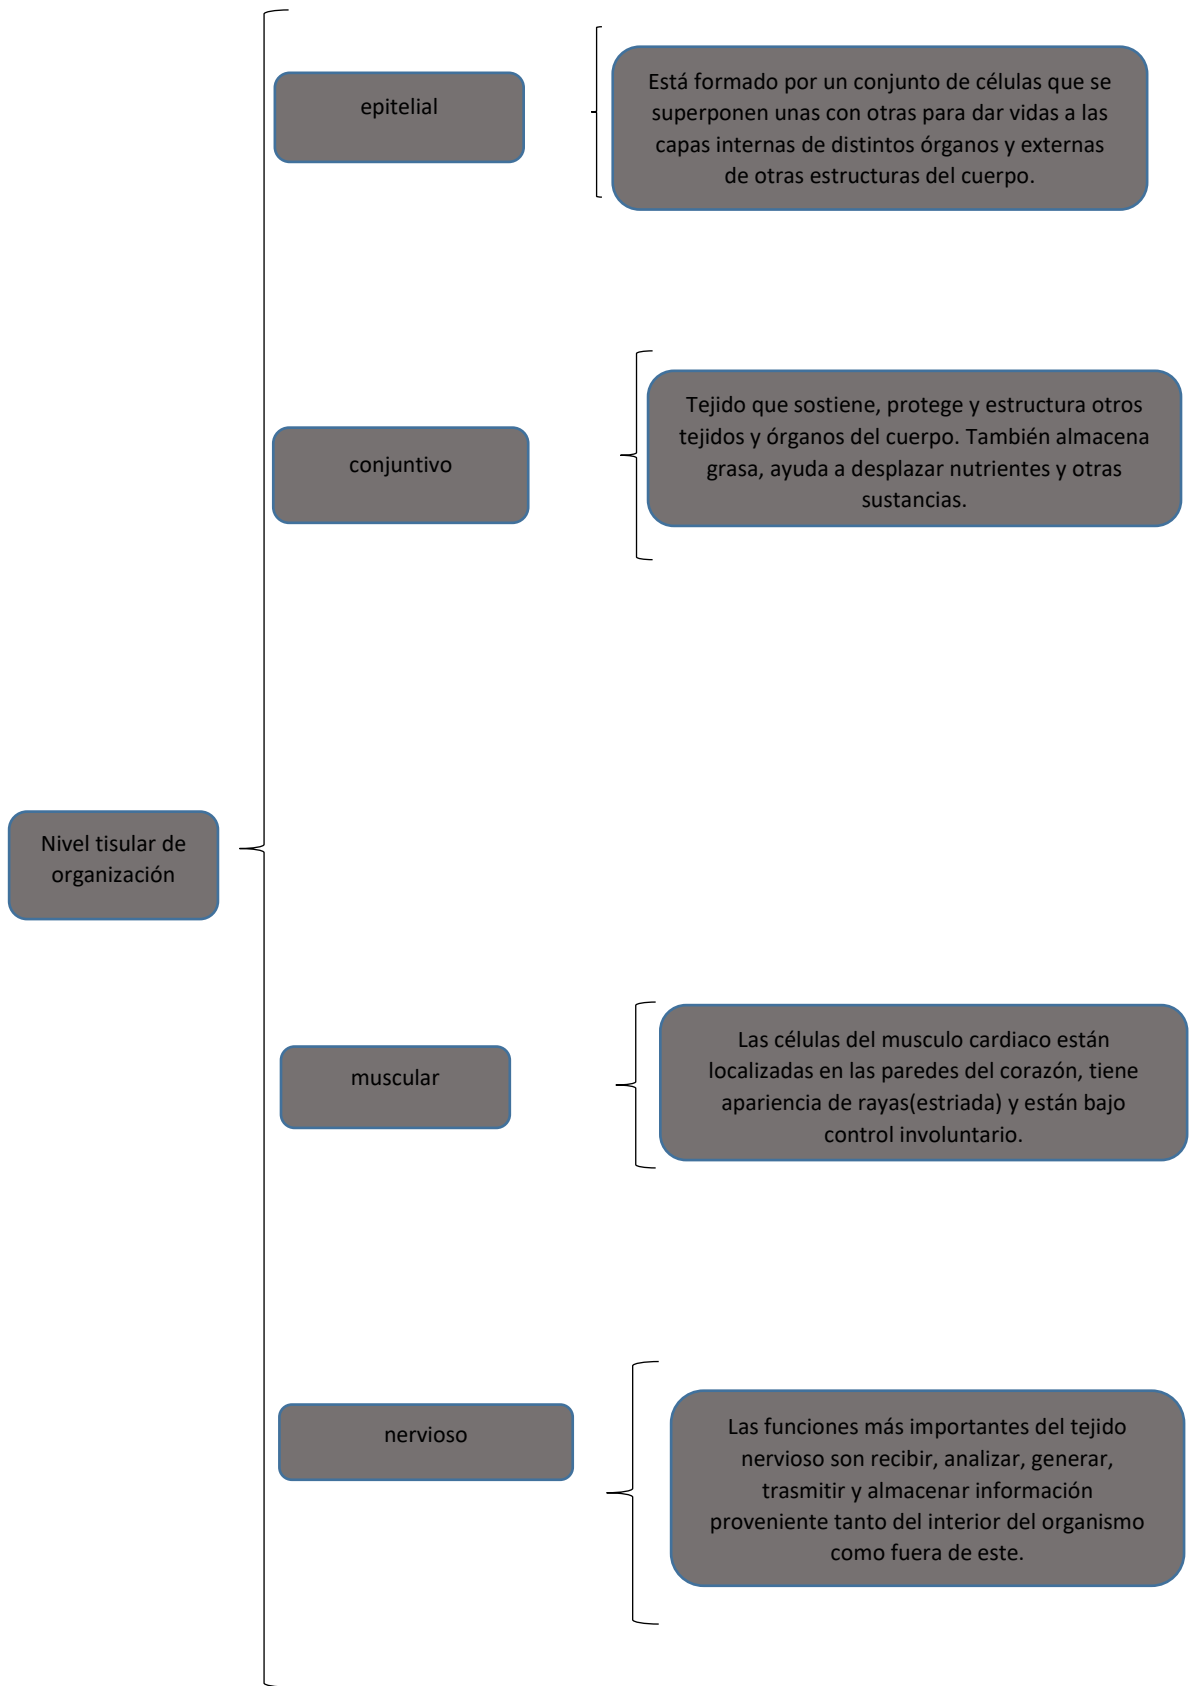 epitelial
Está formado por un conjunto de células que se
superponen unas con otras para dar vidas a las
capas internas de distintos órganos y externas
de otras estructuras del cuerpo.
conjuntivo
Tejido que sostiene, protege y estructura otros
tejidos y órganos del cuerpo. También almacena
grasa, ayuda a desplazar nutrientes y otras
sustancias.
Nivel tisular de
organización
muscular
Las células del musculo cardiaco están
localizadas en las paredes del corazón, tiene
apariencia de rayas(estriada) y están bajo
control involuntario.
nervioso
Las funciones más importantes del tejido
nervioso son recibir, analizar, generar,
trasmitir y almacenar información
proveniente tanto del interior del organismo
como fuera de este.